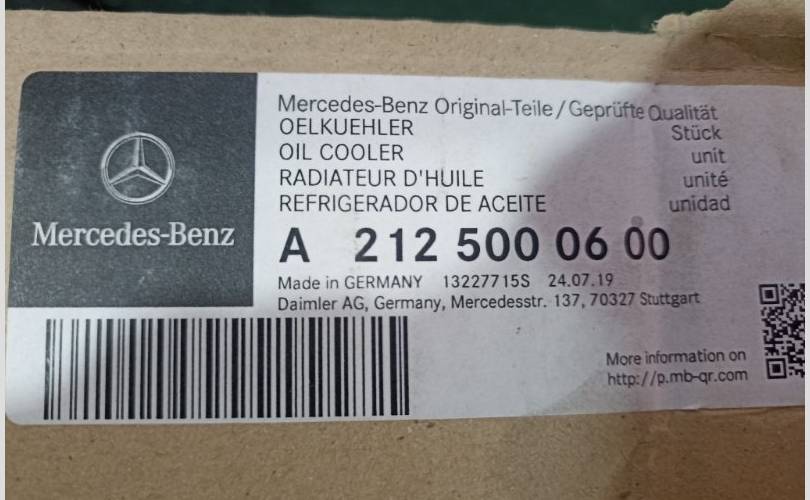 Mercedes-Benz
Mercedes-Benz Original-Teile / Geprüfte Qualität
OELKUEHLER Stück
OIL COOLER unit
RADIATEUR D'HUILE unité
REFRIGERADOR DE ACEITE unidad
A 212 500 06 00
Made in GERMANY 13227715S 24.07.19
Daimler AG, Germany, Mercedesstr. 137, 70327 Stuttgart
More information on
http://p.mb-qr.com